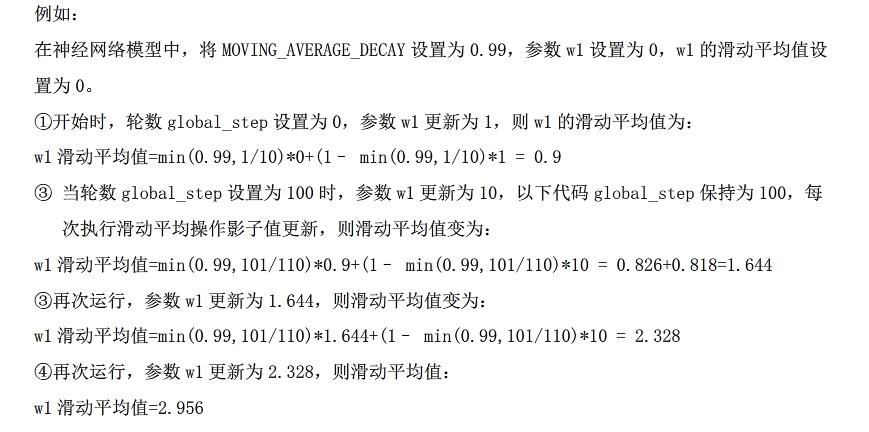 例如：
在神经网络模型中，将 MOVING_AVERAGE_DECAY 设置为 0.99，参数 w1 设置为 0，w1 的滑动平均值设
置为 0。
①开始时，轮数 global_step 设置为 0，参数 w1 更新为 1，则 w1 的滑动平均值为：
w1 滑动平均值=min(0.99,1/10)*0+(1– min(0.99,1/10)*1 = 0.9
③ 当轮数 global_step 设置为 100 时，参数 w1 更新为 10，以下代码 global_step 保持为 100，每
次执行滑动平均操作影子值更新，则滑动平均值变为：
w1 滑动平均值=min(0.99,101/110)*0.9+(1– min(0.99,101/110)*10 = 0.826+0.818=1.644
③再次运行，参数 w1 更新为 1.644，则滑动平均值变为：
w1 滑动平均值=min(0.99,101/110)*1.644+(1– min(0.99,101/110)*10 = 2.328
④再次运行，参数 w1 更新为 2.328，则滑动平均值：
w1 滑动平均值=2.956